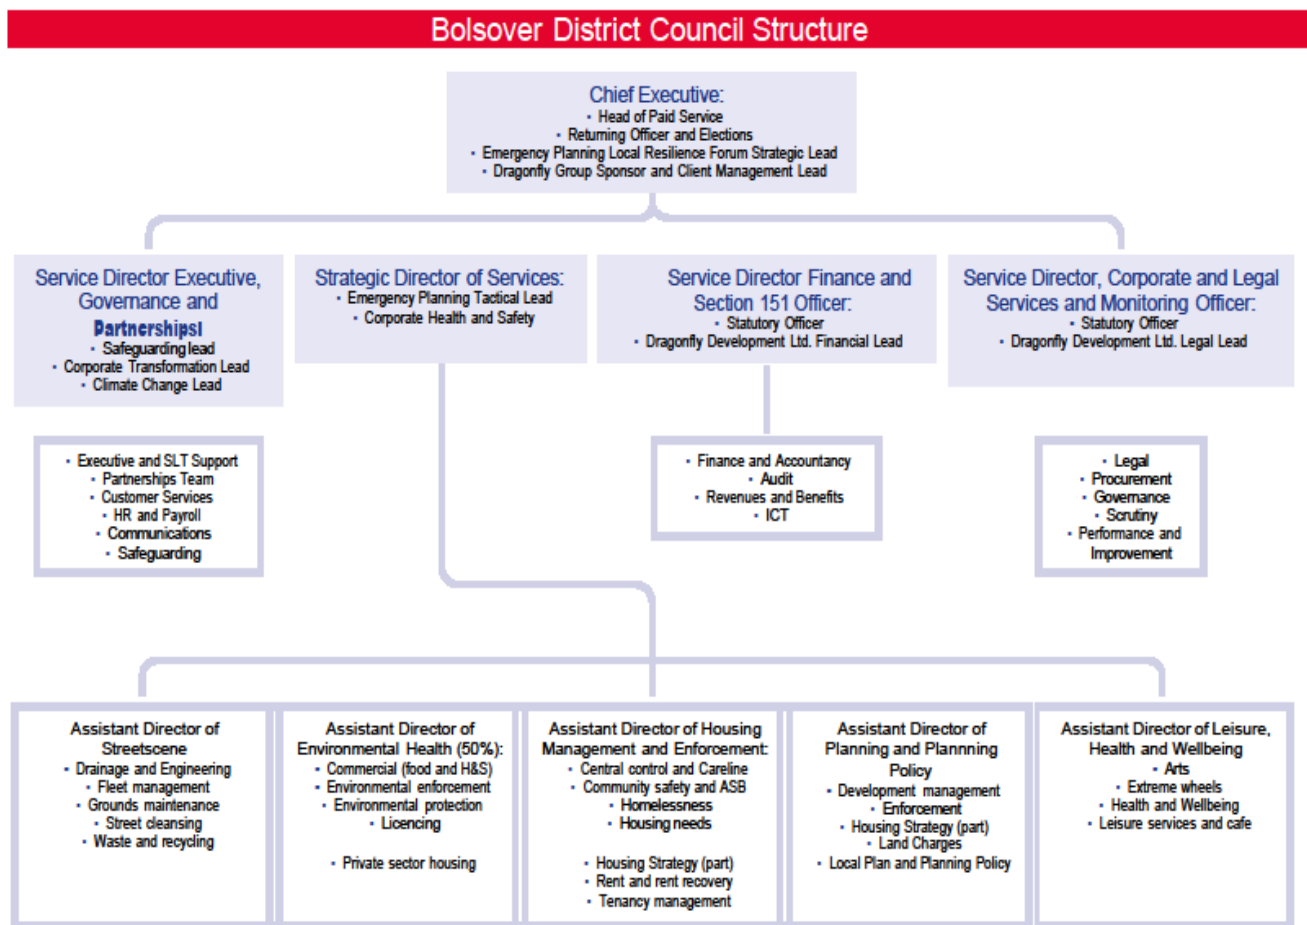 Bolsover District Council Structure
Chief Executive:
▪ Head of Paid Service
▪ Returning Officer and Elections
▪ Emergency Planning Local Resilience Forum Strategic Lead
▪ Dragonfly Group Sponsor and Client Management Lead
Service Director Executive,
Governance and
Partnerships!
▪ Safeguarding lead
▪ Corporate Transformation Lead
▪ Climate Change Lead
Strategic Director of Services:
▪ Emergency Planning Tactical Lead
▪ Corporate Health and Safety
Service Director Finance and
Section 151 Officer:
▪ Statutory Officer
▪ Dragonfly Development Ltd. Financial Lead
Service Director, Corporate and Legal
Services and Monitoring Officer:
▪ Statutory Officer
▪ Dragonfly Development Ltd. Legal Lead
▪ Executive and SLT Support
▪ Partnerships Team
▪ Customer Services
▪ HR and Payroll
▪ Communications
▪ Safeguarding
▪ Finance and Accountancy
▪ Audit
▪ Revenues and Benefits
▪ ICT
▪ Legal
▪ Procurement
▪ Governance
▪ Scrutiny
▪ Performance and
Improvement
Assistant Director of
Streetscene
▪ Drainage and Engineering
▪ Fleet management
▪ Grounds maintenance
▪ Street cleansing
▪ Waste and recycling
Assistant Director of
Environmental Health (50%):
▪ Commercial (food and H&S)
▪ Environmental enforcement
▪ Environmental protection
▪ Licencing
▪ Private sector housing
Assistant Director of Housing
Management and Enforcement:
▪ Central control and Careline
▪ Community safety and ASB
▪ Homelessness
▪ Housing needs
▪ Housing Strategy (part)
▪ Rent and rent recovery
▪ Tenancy management
Assistant Director of
Planning and Plannning
Policy
▪ Development management
▪ Enforcement
▪ Housing Strategy (part)
▪ Land Charges
▪ Local Plan and Planning Policy
Assistant Director of Leisure,
Health and Wellbeing
▪ Arts
▪ Extreme wheels
▪ Health and Wellbeing
▪ Leisure services and cafe